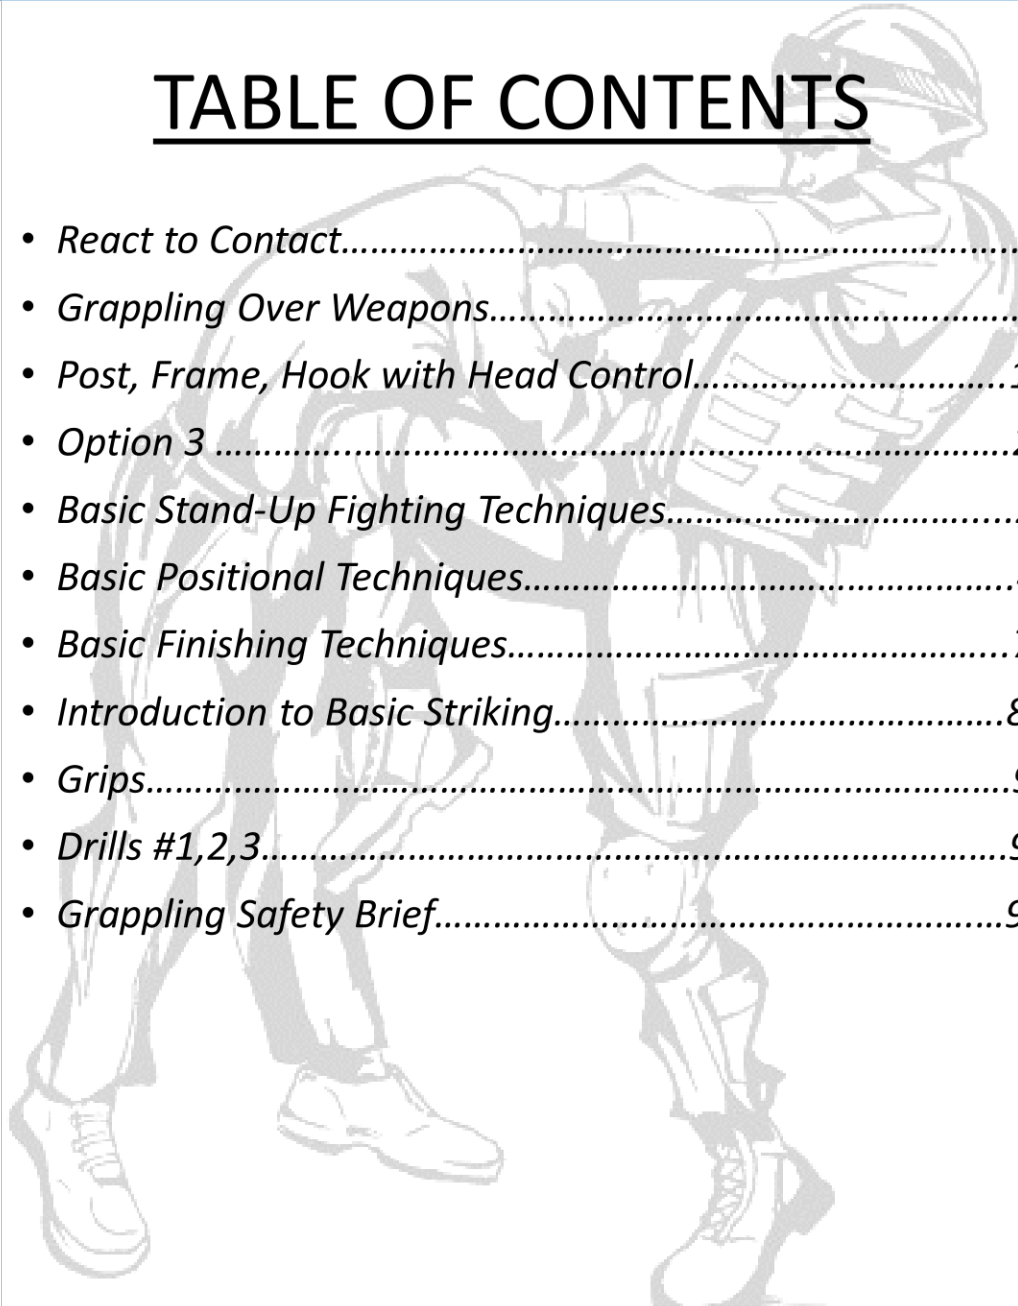 TABLE OF CONTENTS
• React to Contact……………………………………………………………
• Grappling Over Weapons………………………………………………
• Post, Frame, Hook with Head Control……………………………
• Option 3 ………………………………………………………………………
• Basic Stand-Up Fighting Techniques………………………………
• Basic Positional Techniques……………………………………………
• Basic Finishing Techniques……………………………………………
• Introduction to Basic Striking…………………………………………
• Grips………………………………………………………………………………
• Drills #1,2,3……………………………………………………………………
• Grappling Safety Brief……………………………………………………